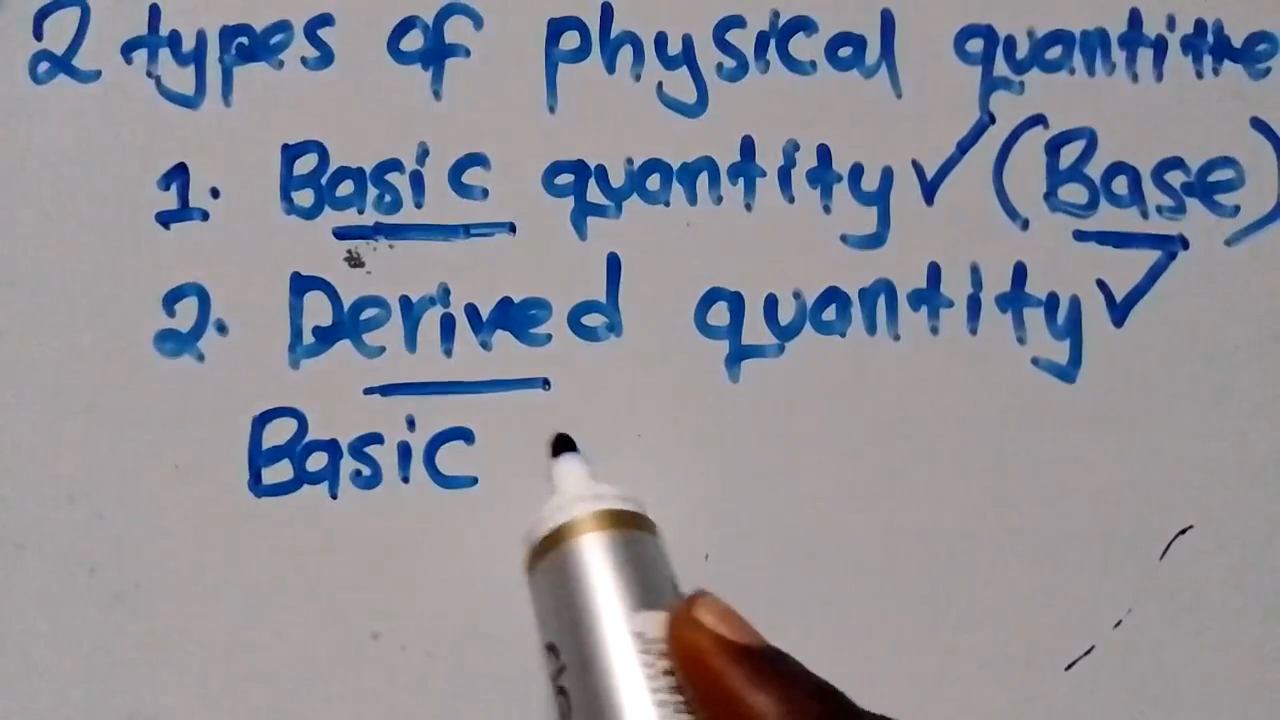 2 types of physical quantitie
1. Basic quantity ✓ (Base)
2. Derived quantity ✓
Basic